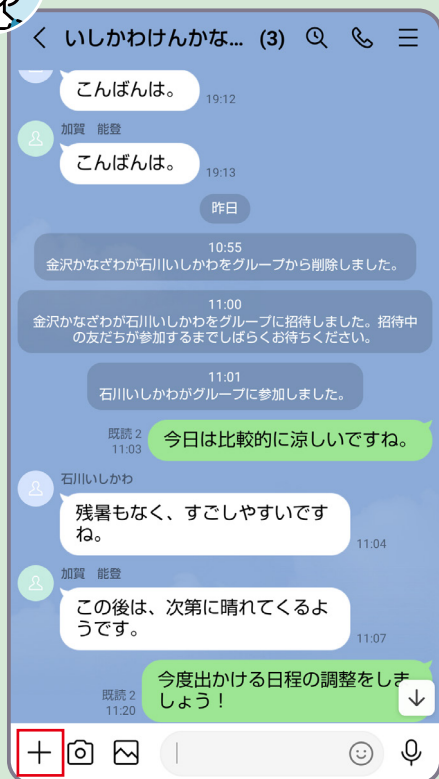 いしかわけんかな... (3)
こんばんは。
19:12
加賀　能登
こんばんは。
19:13
昨日
10:55
金沢かなざわが石川いしかわをグループから削除しました。
11:00
金沢かなざわが石川いしかわをグループに招待しました。招待中
の友だちが参加するまでしばらくお待ちください。
11:01
石川いしかわがグループに参加しました。
既読 2
11:03
今日は比較的に涼しいですね。
石川いしかわ
残暑もなく、すごしやすいです
ね。
11:04
加賀　能登
この後は、次第に晴れてくるよ
うです。
11:07
今度出かける日程の調整をしま
しょう！
既読 2
11:20